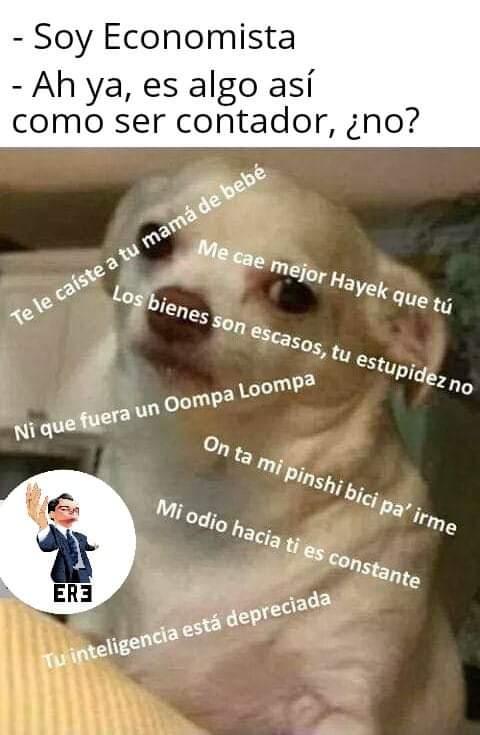 - Soy Economista
- Ah ya, es algo así
como ser contador, ¿no?
Te le caíste a tu mamá de bebé
Me cae mejor Hayek que tú
Los bienes son escasos, tu estupidez no
Ni que fuera un Oompa Loompa
On ta mi pinshi bici pa' irme
Mi odio hacia ti es constante
ERE
Tu inteligencia está depreciada